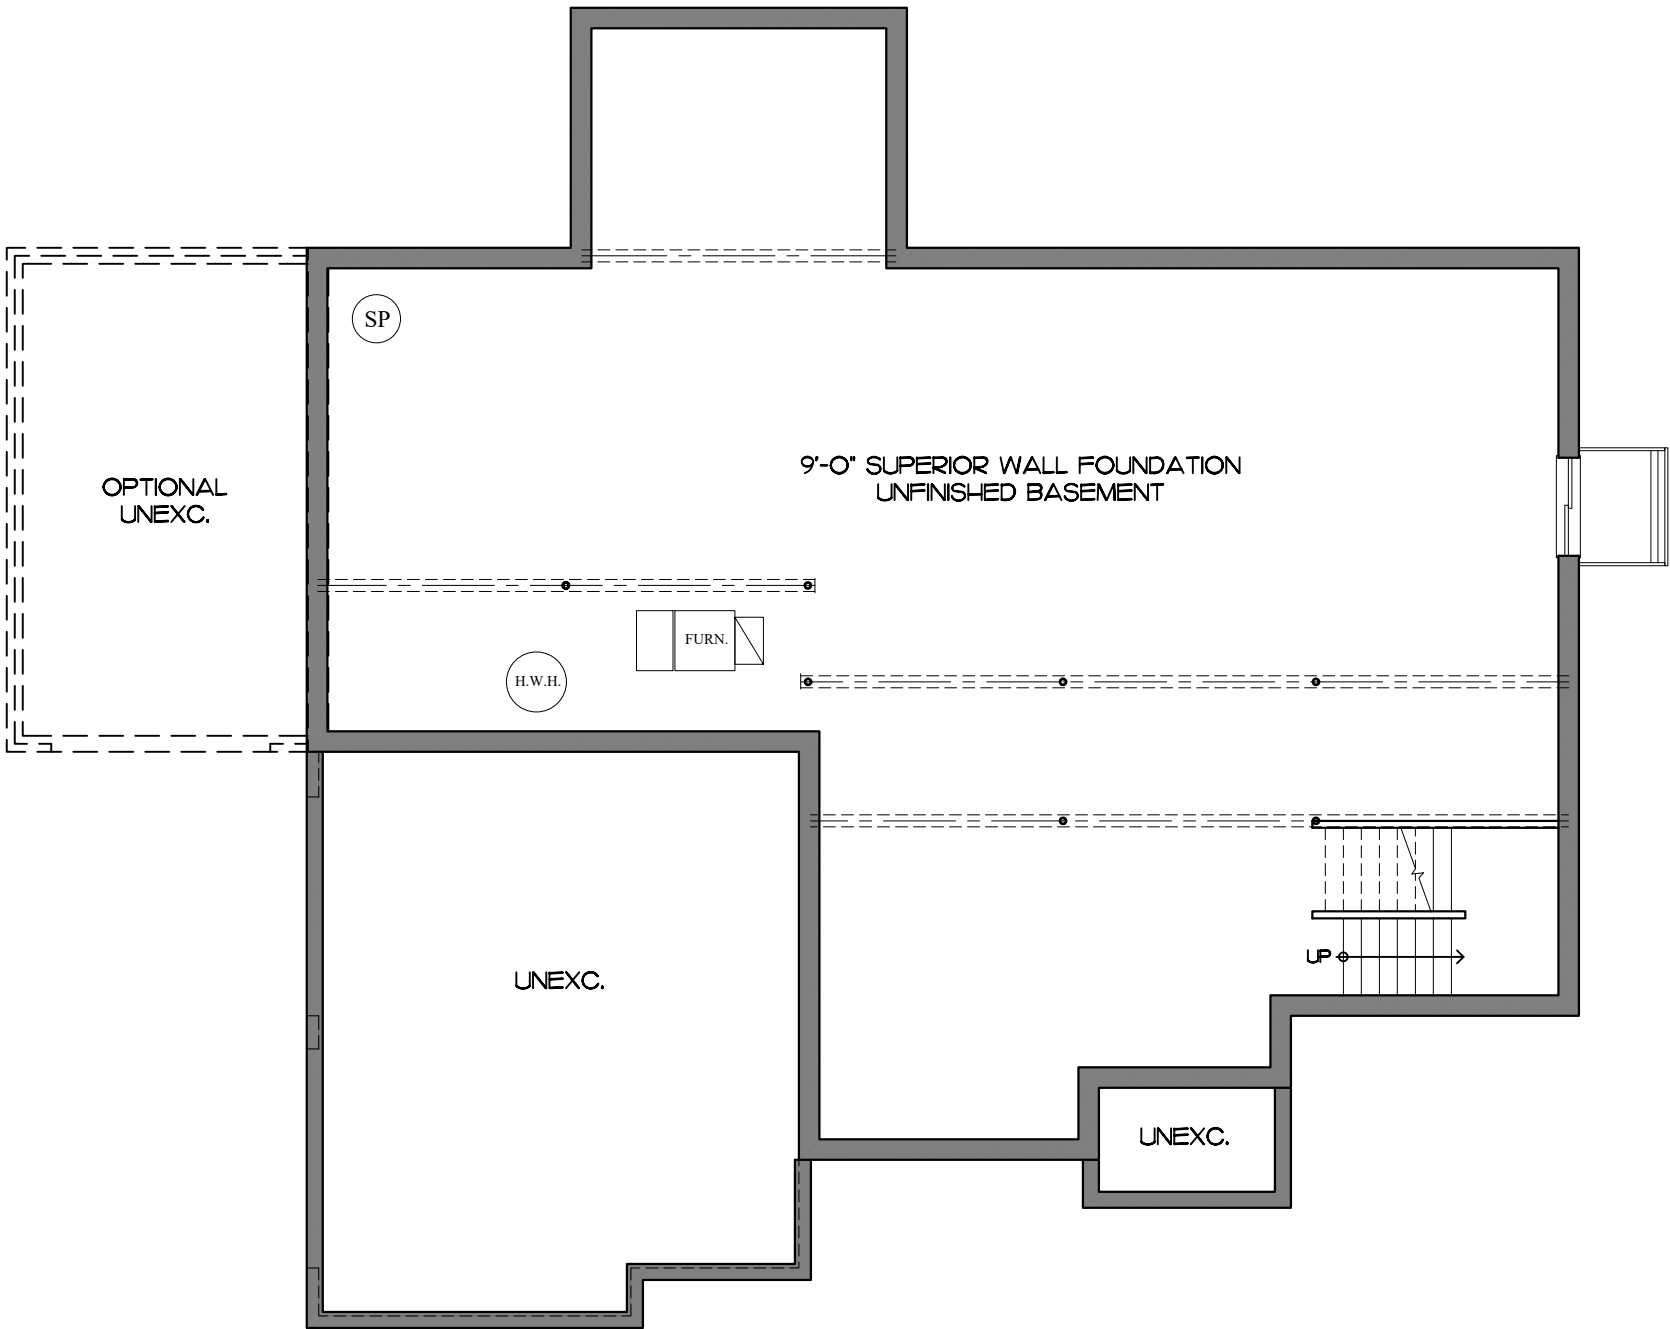 SP
9'-0" SUPERIOR WALL FOUNDATION
UNFINISHED BASEMENT
OPTIONAL
UNEXC.
FURN.
H.W.H.
UP
UNEXC.
UNEXC.